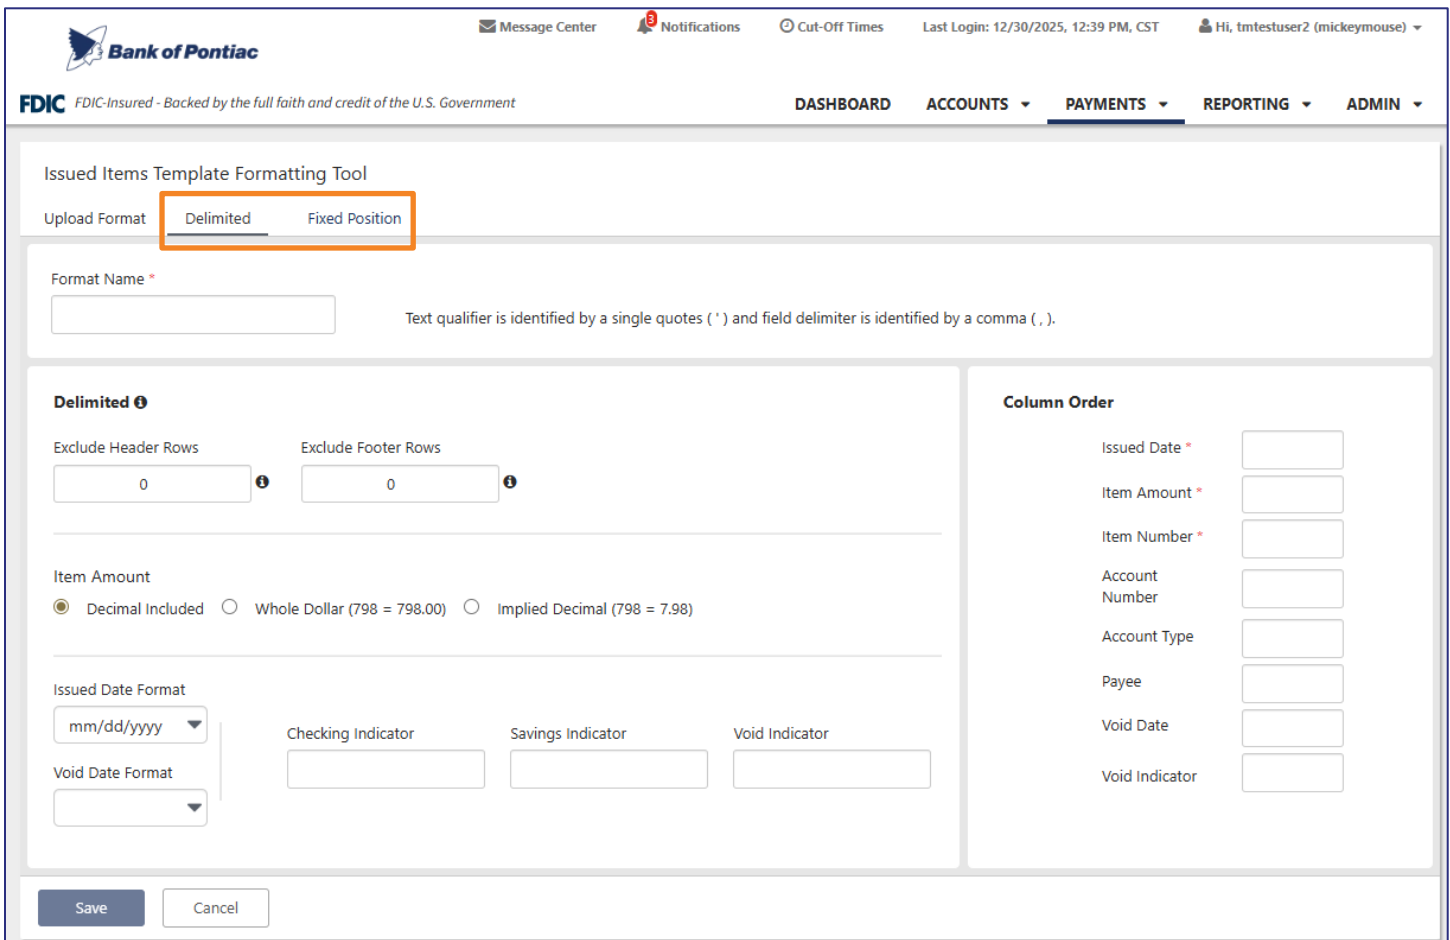 Message Center 3 Notifications Cut-Off Times Last Login: 12/30/2025, 12:39 PM, CST Hi, tmtestuser2 (mickeymouse)
Bank of Pontiac
FDIC FDIC-Insured - Backed by the full faith and credit of the U.S. Government DASHBOARD ACCOUNTS PAYMENTS REPORTING ADMIN
Issued Items Template Formatting Tool
Upload Format Delimited Fixed Position
Format Name *
Text qualifier is identified by a single quotes ( ' ) and field delimiter is identified by a comma ( , ).
Delimited
Exclude Header Rows Exclude Footer Rows
0 0
Item Amount
Decimal Included Whole Dollar (798 = 798.00) Implied Decimal (798 = 7.98)
Issued Date Format
mm/dd/yyyy
Checking Indicator Savings Indicator Void Indicator
Void Date Format
Column Order
Issued Date *
Item Amount *
Item Number *
Account
Number
Account Type
Payee
Void Date
Void Indicator
Save Cancel